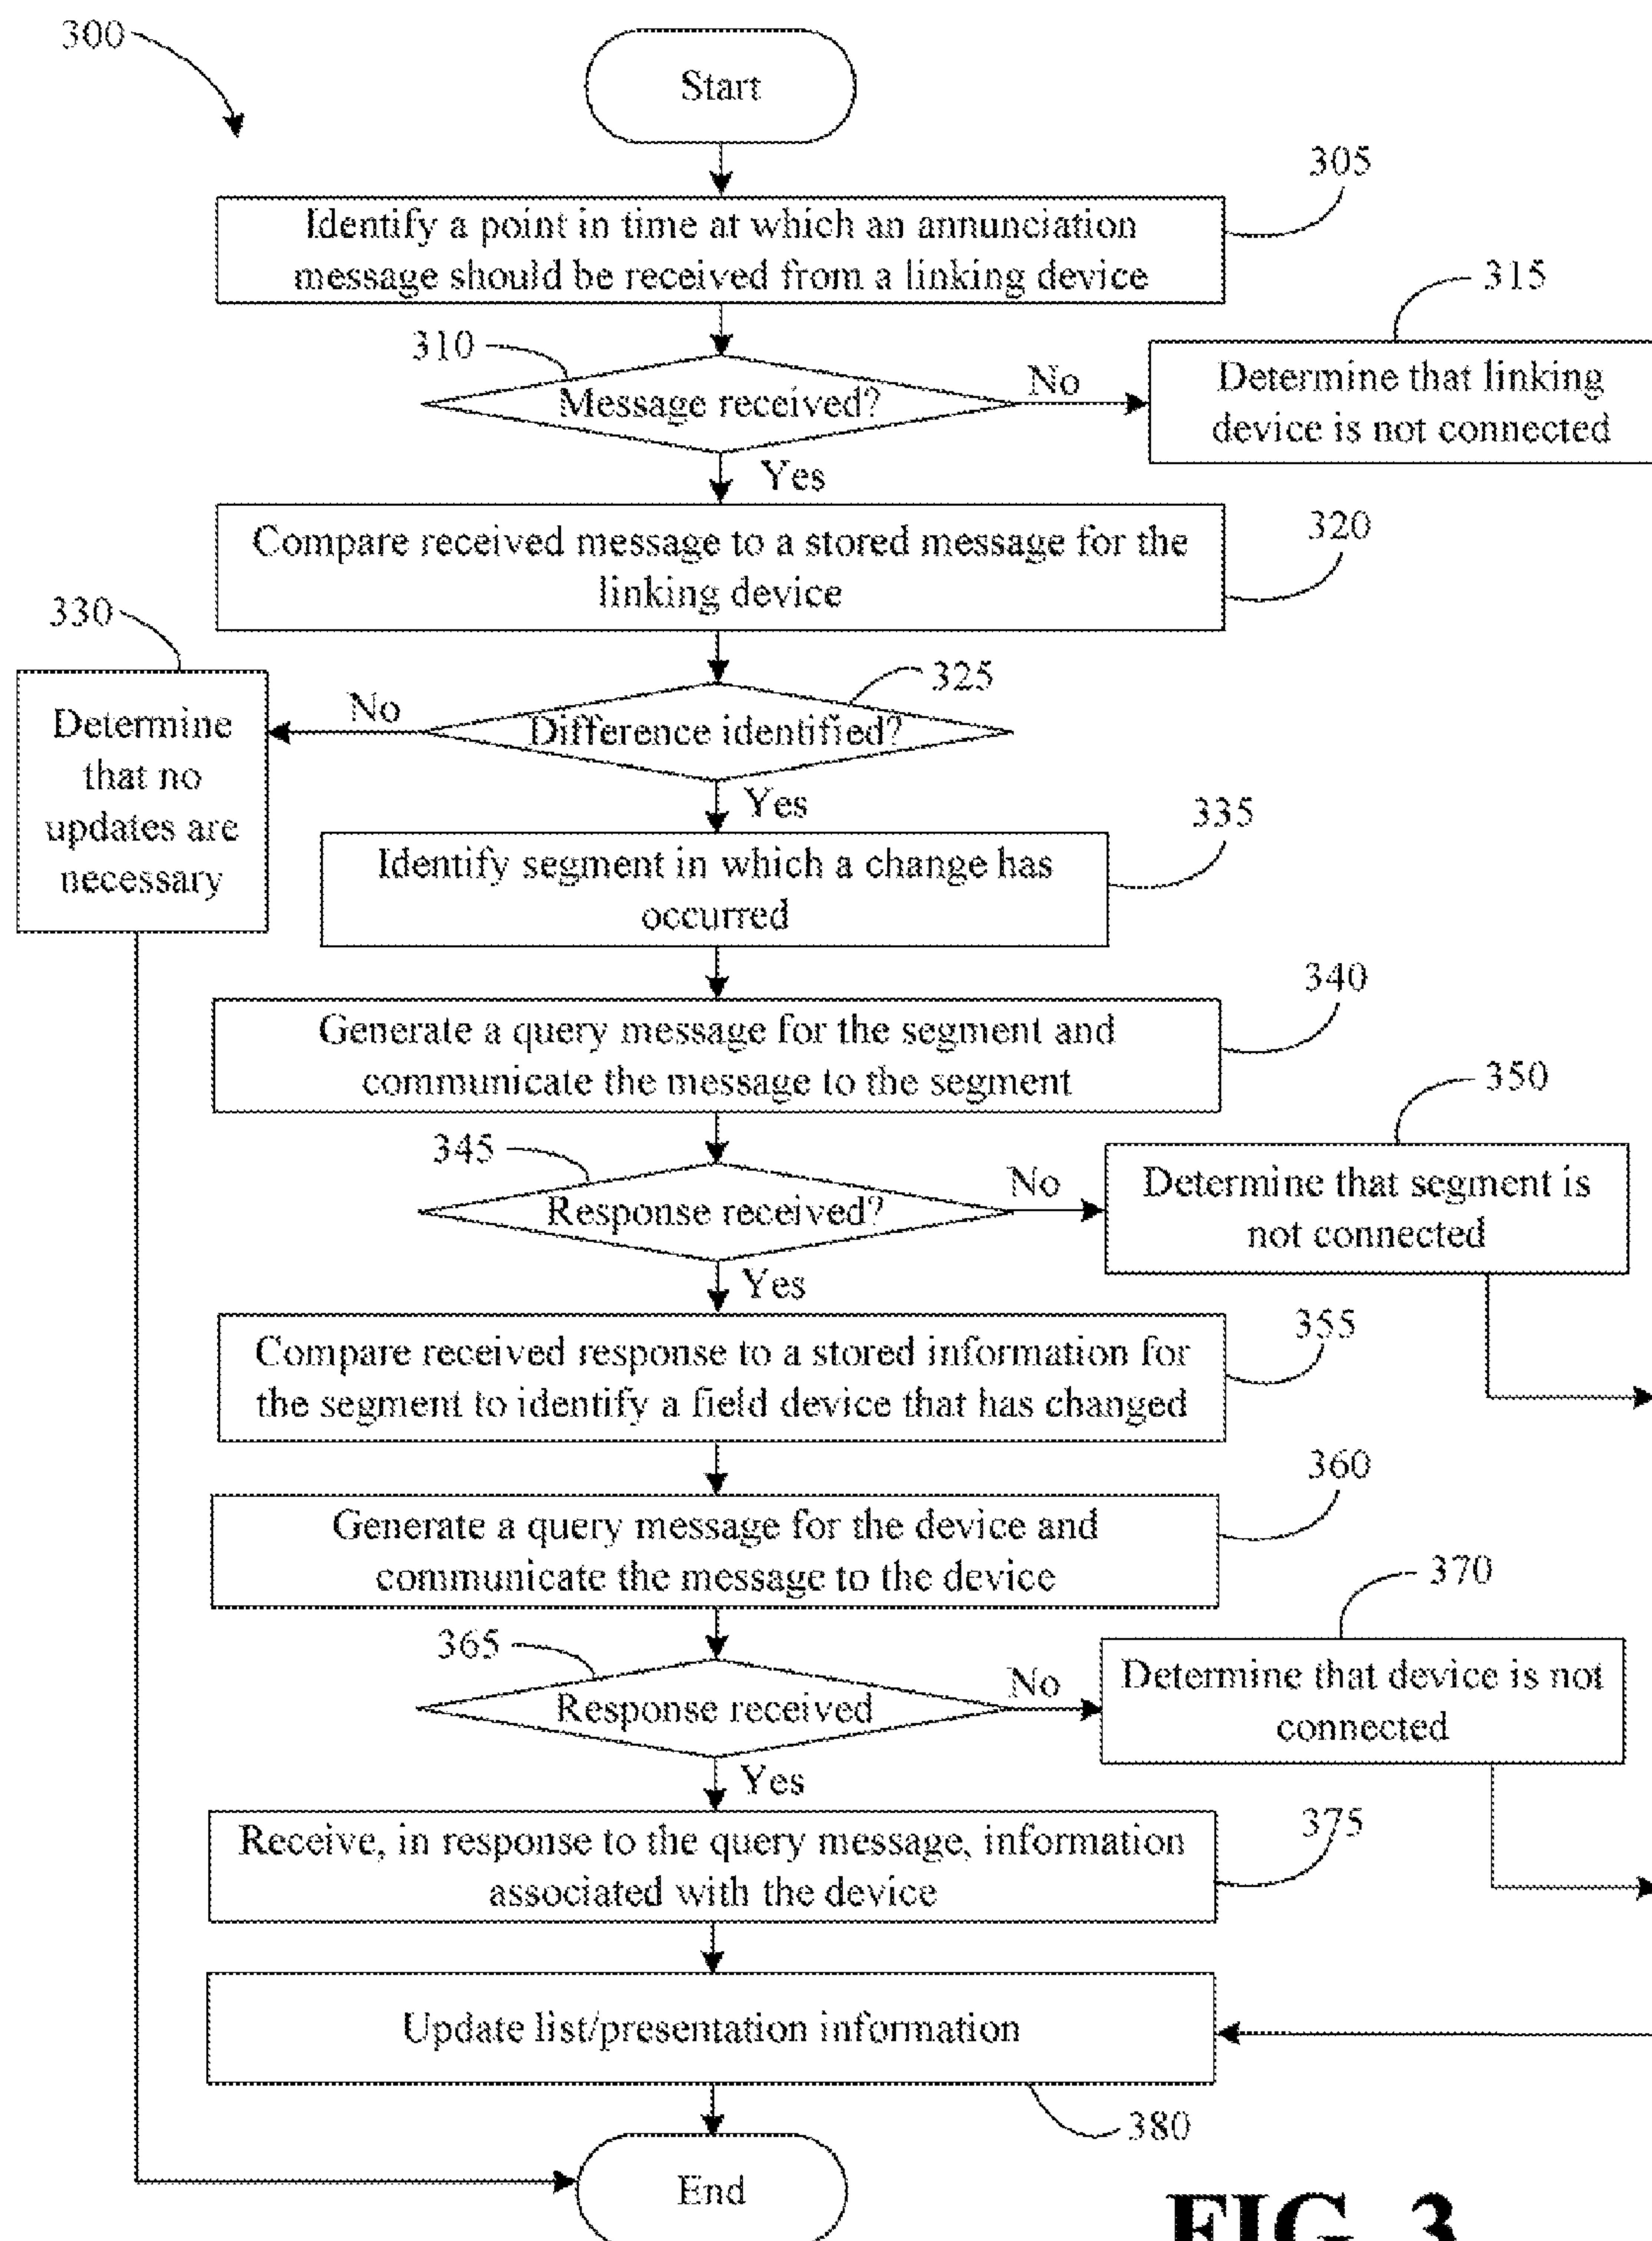 300
Start
305
Identify a point in time at which an annunciation
message should be received from a linking device
315
310
Message received?
No
Determine that linking
device is not connected
Yes
320
Compare received message to a stored message for the
linking device
330
325
Determine
that no
updates are
necessary
No
Difference identified?
Yes
335
Identify segment in which a change has
occurred
340
Generate a query message for the segment and
communicate the message to the segment
350
345
Response received?
No
Determine that segment is
not connected
Yes
355
Compare received response to a stored information for
the segment to identify a field device that has changed
360
Generate a query message for the device and
communicate the message to the device
370
365
Response received
No
Determine that device is not
connected
Yes
375
Receive, in response to the query message, information
associated with the device
Update list/presentation information
380
End
FIG. 3